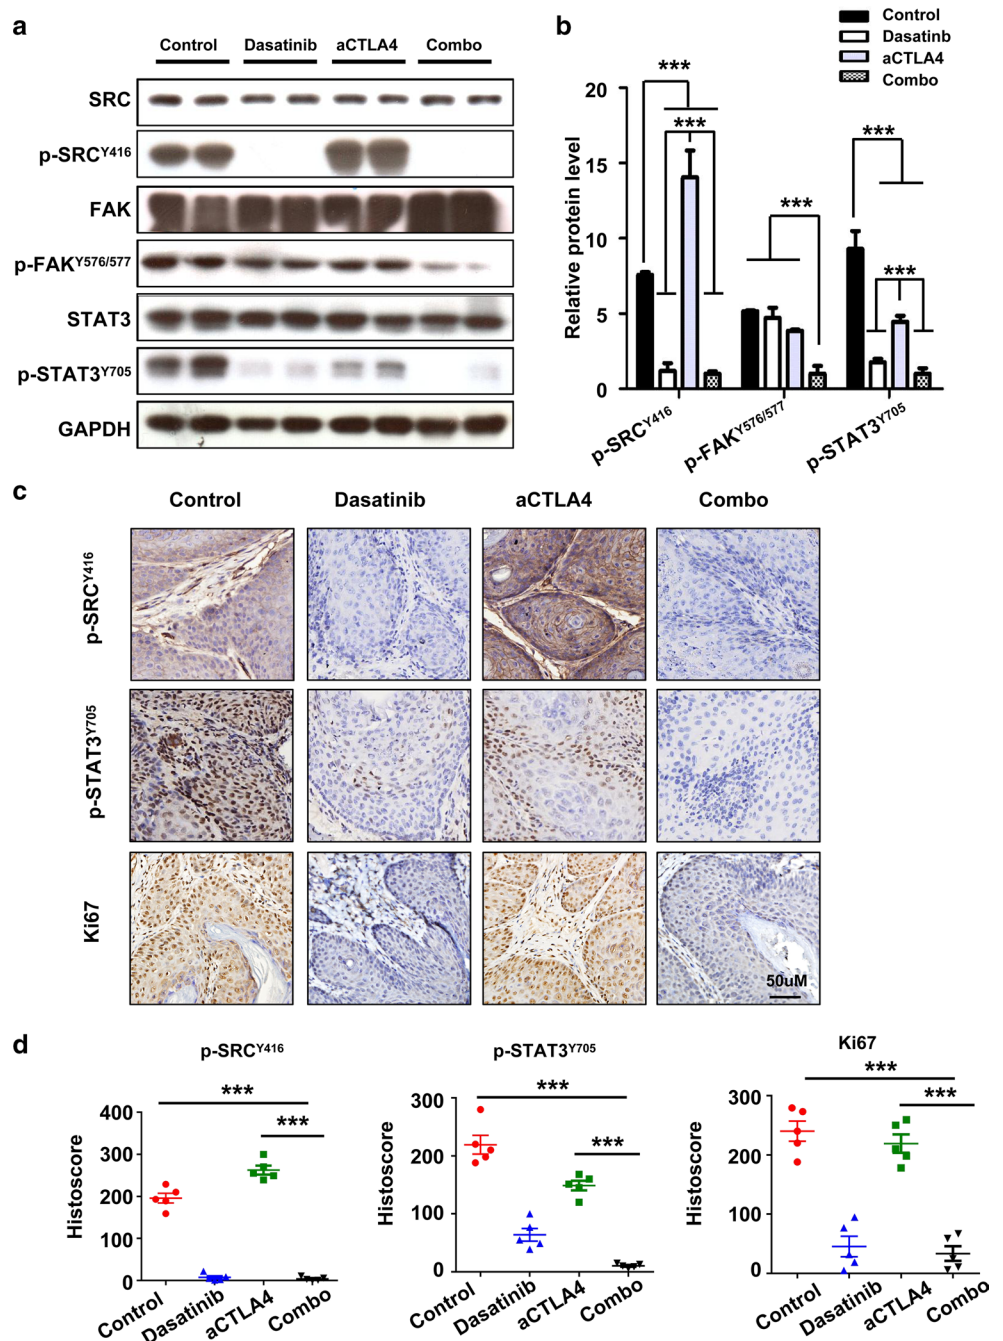 a
Control Dasatinib aCTLA4 Combo
SRC
p-SRCY416
FAK
p-FAKY576/577
STAT3
p-STAT3Y705
GAPDH
b
Control
Dasatinb
aCTLA4
Combo
Relative protein level
20
15
10
5
0
***
***
***
***
***
p-SRCY416
p-FAKY576/577
p-STAT3Y705
c
Control Dasatinib aCTLA4 Combo
p-SRCY416
p-STAT3Y705
Ki67
50uM
d
p-SRCY416
***
***
Histoscore
400
300
200
100
0
Control Dasatinib aCTLA4 Combo
p-STAT3Y705
***
***
Histoscore
300
200
100
0
Control Dasatinib aCTLA4 Combo
Ki67
***
***
Histoscore
300
200
100
0
Control Dasatinib aCTLA4 Combo